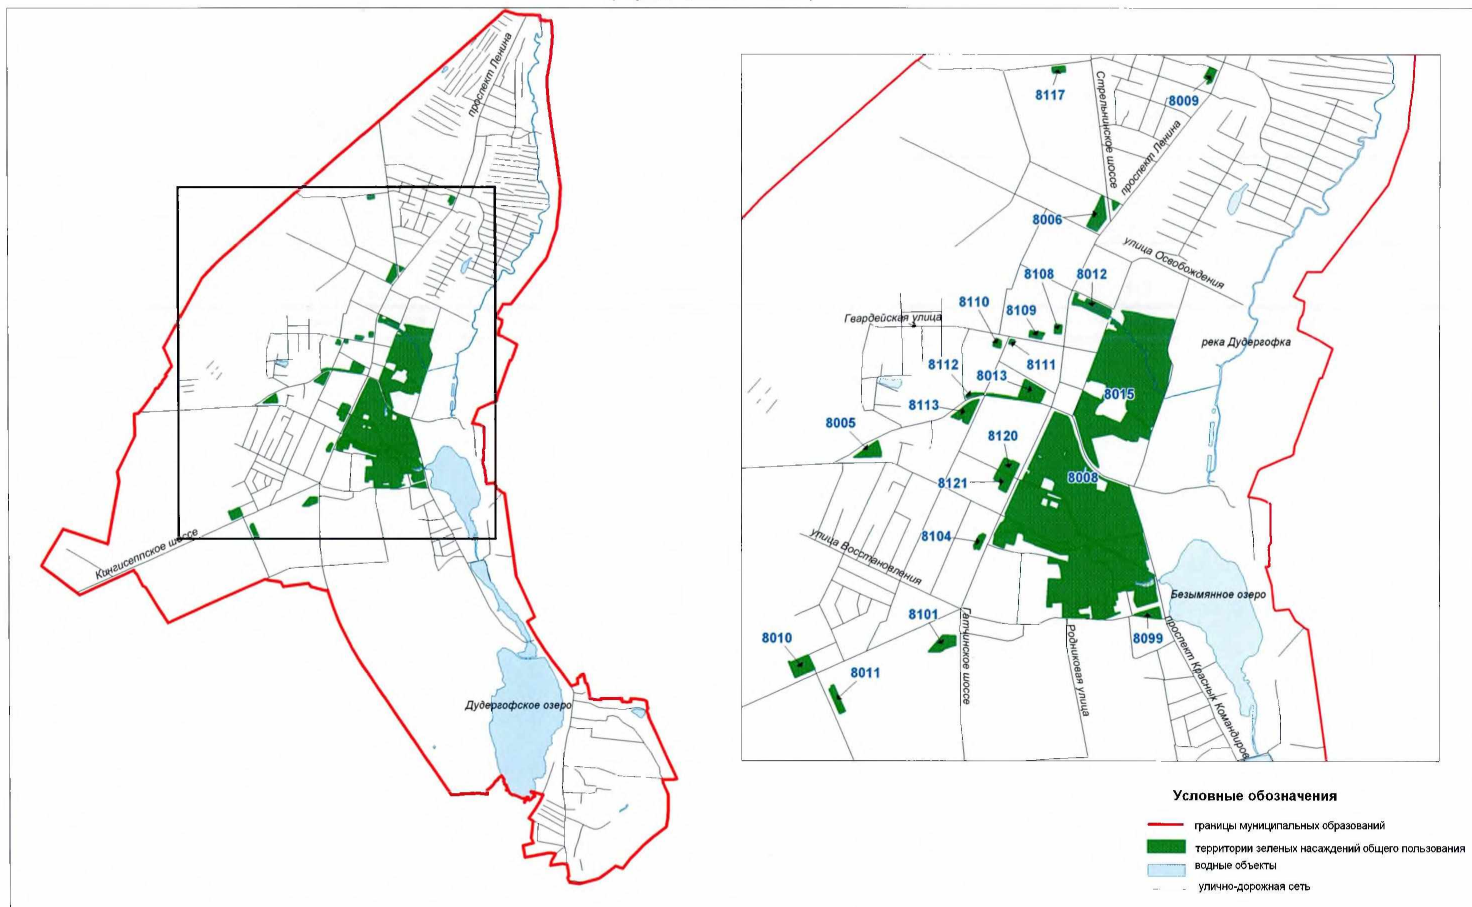 проспект Ленина
Кингисеппское шоссе
Дудергофское озеро
8117
Стрельнинское шоссе
8009
проспект Ленина
8006
улица Освобождения
8108
8012
8110
8109
Гвардейская улица
река Дудергофка
8112
8013
8111
8113
8015
8005
8120
8121
8008
8104
улица Восстановления
Безымянное озеро
8101
8010
Гатчинское шоссе
Родниковая улица
8099
проспект Красных Командиров
8011
Условные обозначения
границы муниципальных образований
территории зеленых насаждений общего пользования
водные объекты
улично-дорожная сеть